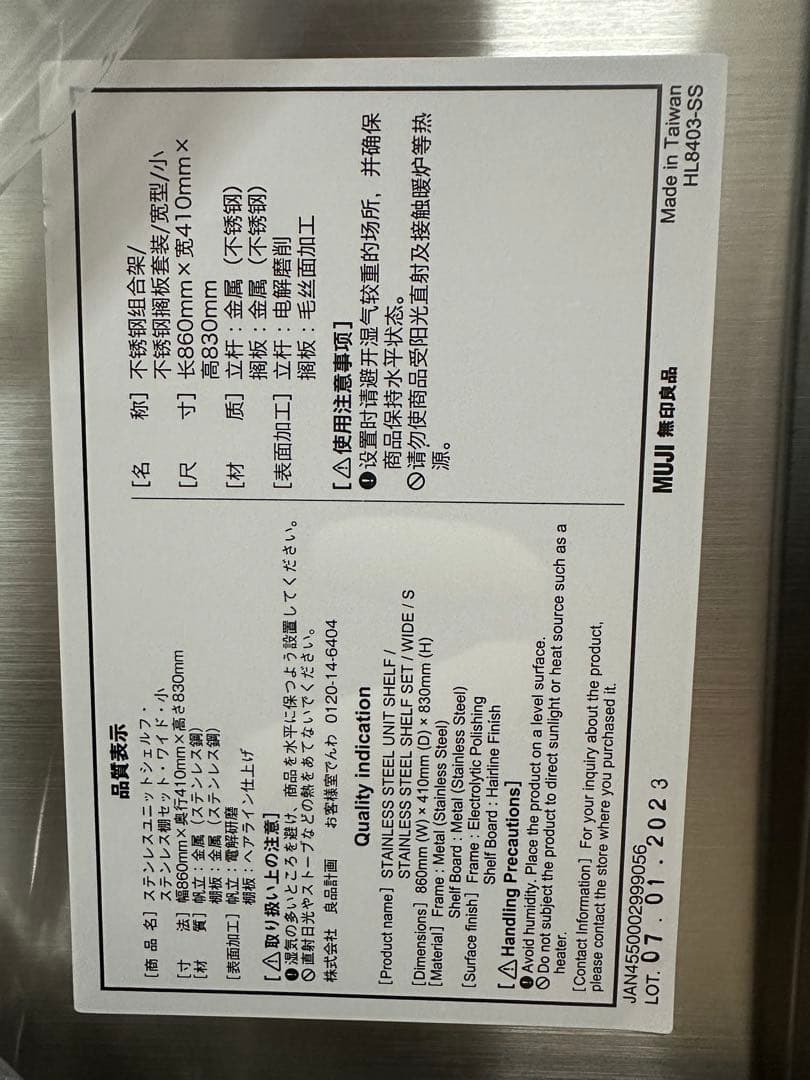 品質表示
[商 品 名] ステンレスユニットシェルフ・
ステンレス棚セット・ワイド・小
[寸 法] 幅860mm×奥行410mm×高さ830mm
[材 質] 帆立：金属（ステンレス鋼）
棚板：金属（ステンレス鋼）
[表面加工] 帆立：電解研磨
棚板：ヘアライン仕上げ
[⚠取り扱い上の注意]
❗湿気の多いところを避け、商品を水平に保つよう設置してください。
🚫直射日光やストーブなどの熱をあてないでください。
株式会社 良品計画 お客様室でんわ 0120-14-6404
Quality indication
[Product name] STAINLESS STEEL UNIT SHELF /
STAINLESS STEEL SHELF SET / WIDE / S
[Dimensions] 860mm (W) × 410mm (D) × 830mm (H)
[Material] Frame : Metal (Stainless Steel)
Shelf Board : Metal (Stainless Steel)
[Surface finish] Frame : Electrolytic Polishing
Shelf Board : Hairline Finish
[⚠Handling Precautions]
❗Avoid humidity. Place the product on a level surface.
🚫Do not subject the product to direct sunlight or heat source such as a
heater.
[Contact Information] For your inquiry about the product,
please contact the store where you purchased it.
[名 称] 不锈钢组合架/
不锈钢搁板套装/宽型/小
[尺 寸] 长860mm×宽410mm×
高830mm
[材 质] 立杆：金属（不锈钢）
搁板：金属（不锈钢）
[表面加工] 立杆：电解磨削
搁板：毛丝面加工
[⚠使用注意事项]
❗设置时请避开湿气较重的场所，并确保
商品保持水平状态。
🚫请勿使商品受阳光直射及接触暖炉等热
源。
JAN4550002999056
LOT. 07.01.2023
MUJI 無印良品
Made in Taiwan
HL8403-SS